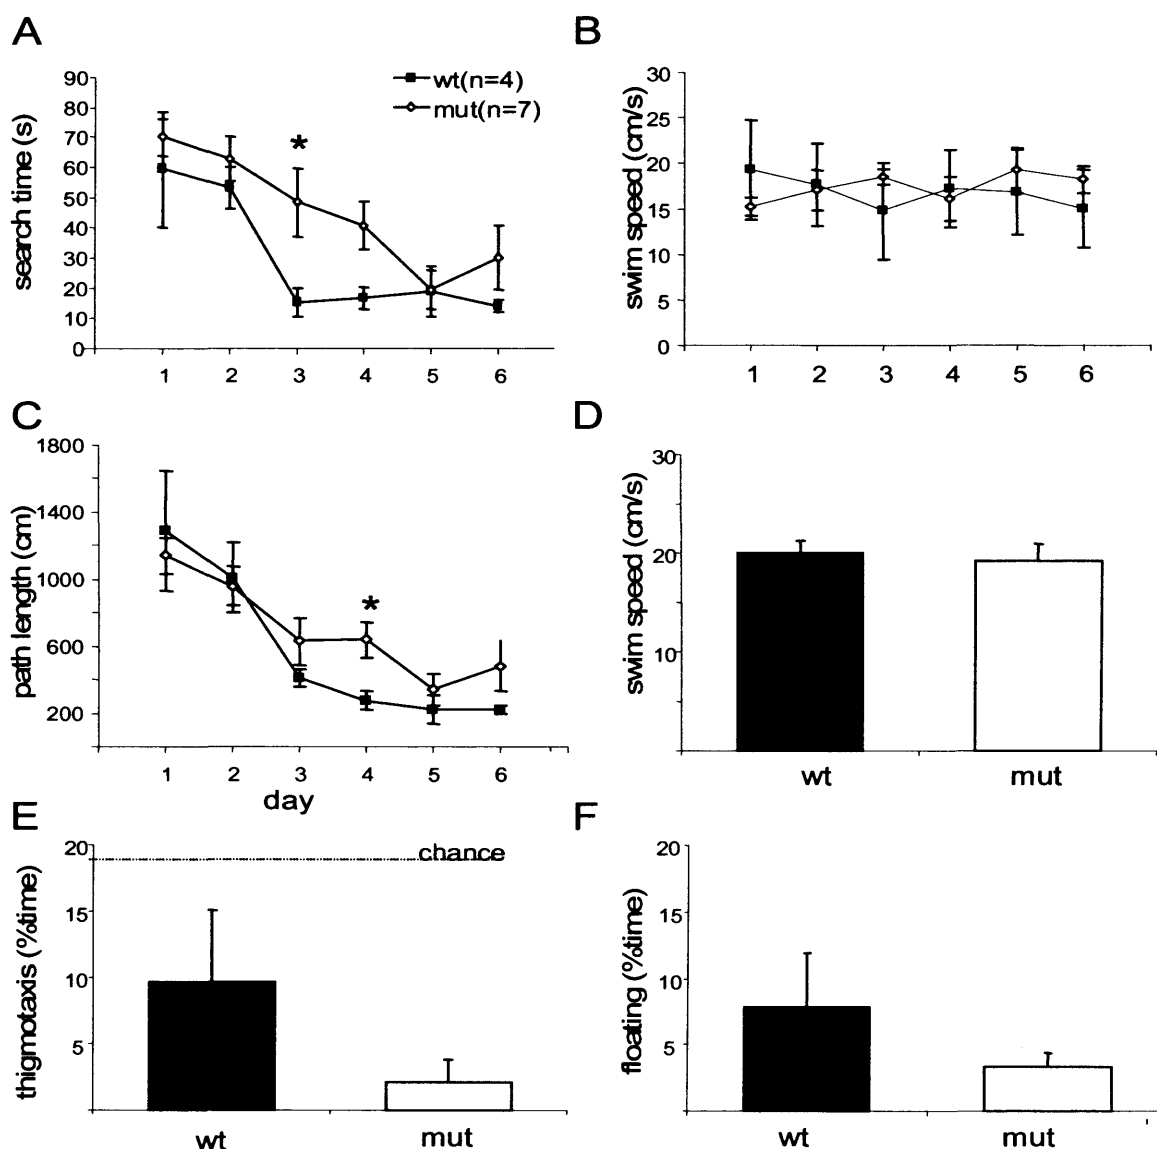 A
search time (s)
90
80
70
60
50
40
30
20
10
0
1 2 3 4 5 6
wt(n=4)
mut(n=7)
*
B
swim speed (cm/s)
30
25
20
15
10
5
0
1 2 3 4 5 6
C
path length (cm)
1800
1400
1000
600
200
*
1 2 3 4 5 6
day
D
swim speed (cm/s)
30
20
10
wt mut
E
thigmotaxis (%time)
20
15
10
5
chance
wt mut
F
floating (%time)
20
15
10
5
wt mut